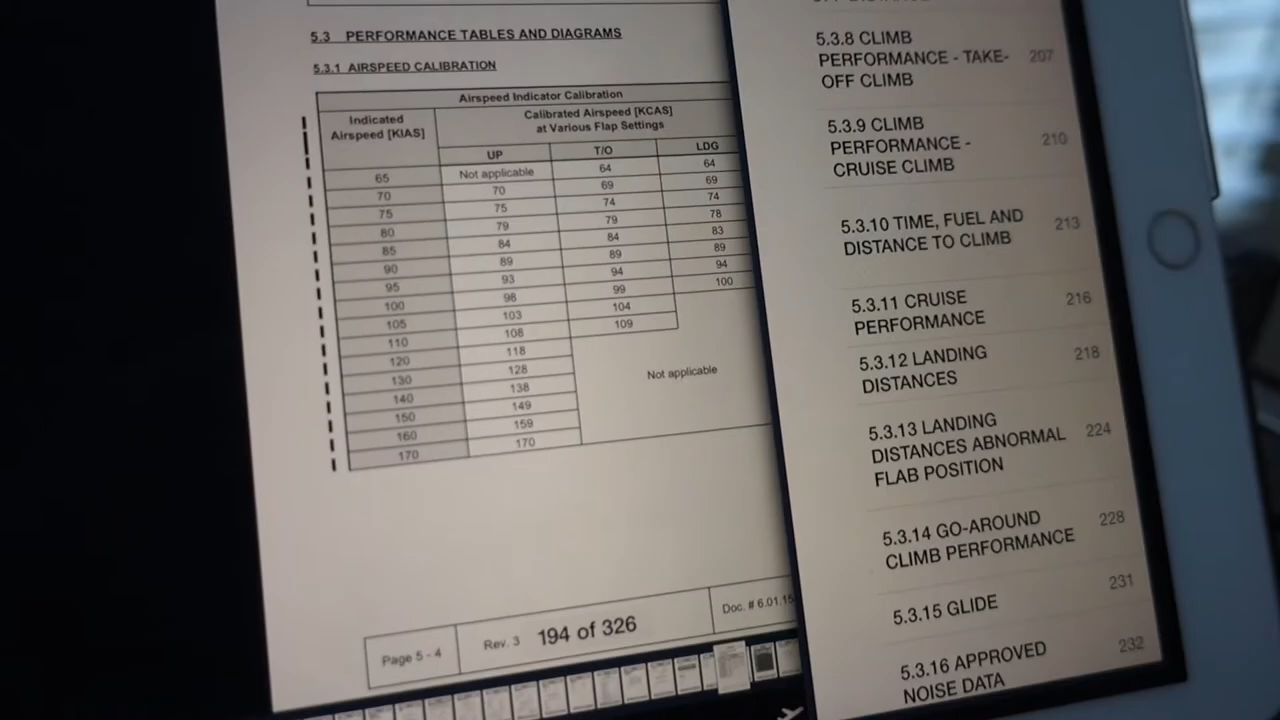 5.3 PERFORMANCE TABLES AND DIAGRAMS
5.3.1 AIRSPEED CALIBRATION
Airspeed Indicator Calibration
Indicated
Airspeed [KIAS]
Calibrated Airspeed [KCAS]
at Various Flap Settings
UP T/O LDG
65 Not applicable 64 64
70 70 69 69
75 75 74 74
80 79 79 78
85 84 84 83
90 89 89 89
95 93 94 94
100 98 99 100
105 103 104
110 108 109
120 118
130 128
140 138
150 149
160 159
170 170
Not applicable
Page 5 - 4
Rev. 3
194 of 326
Doc. # 6.01.15
5.3.8 CLIMB
PERFORMANCE - TAKE-
OFF CLIMB
207
5.3.9 CLIMB
PERFORMANCE -
CRUISE CLIMB
210
5.3.10 TIME, FUEL AND
DISTANCE TO CLIMB
213
5.3.11 CRUISE
PERFORMANCE
216
5.3.12 LANDING
DISTANCES
218
5.3.13 LANDING
DISTANCES ABNORMAL
FLAB POSITION
224
5.3.14 GO-AROUND
CLIMB PERFORMANCE
228
5.3.15 GLIDE
231
5.3.16 APPROVED
NOISE DATA
232